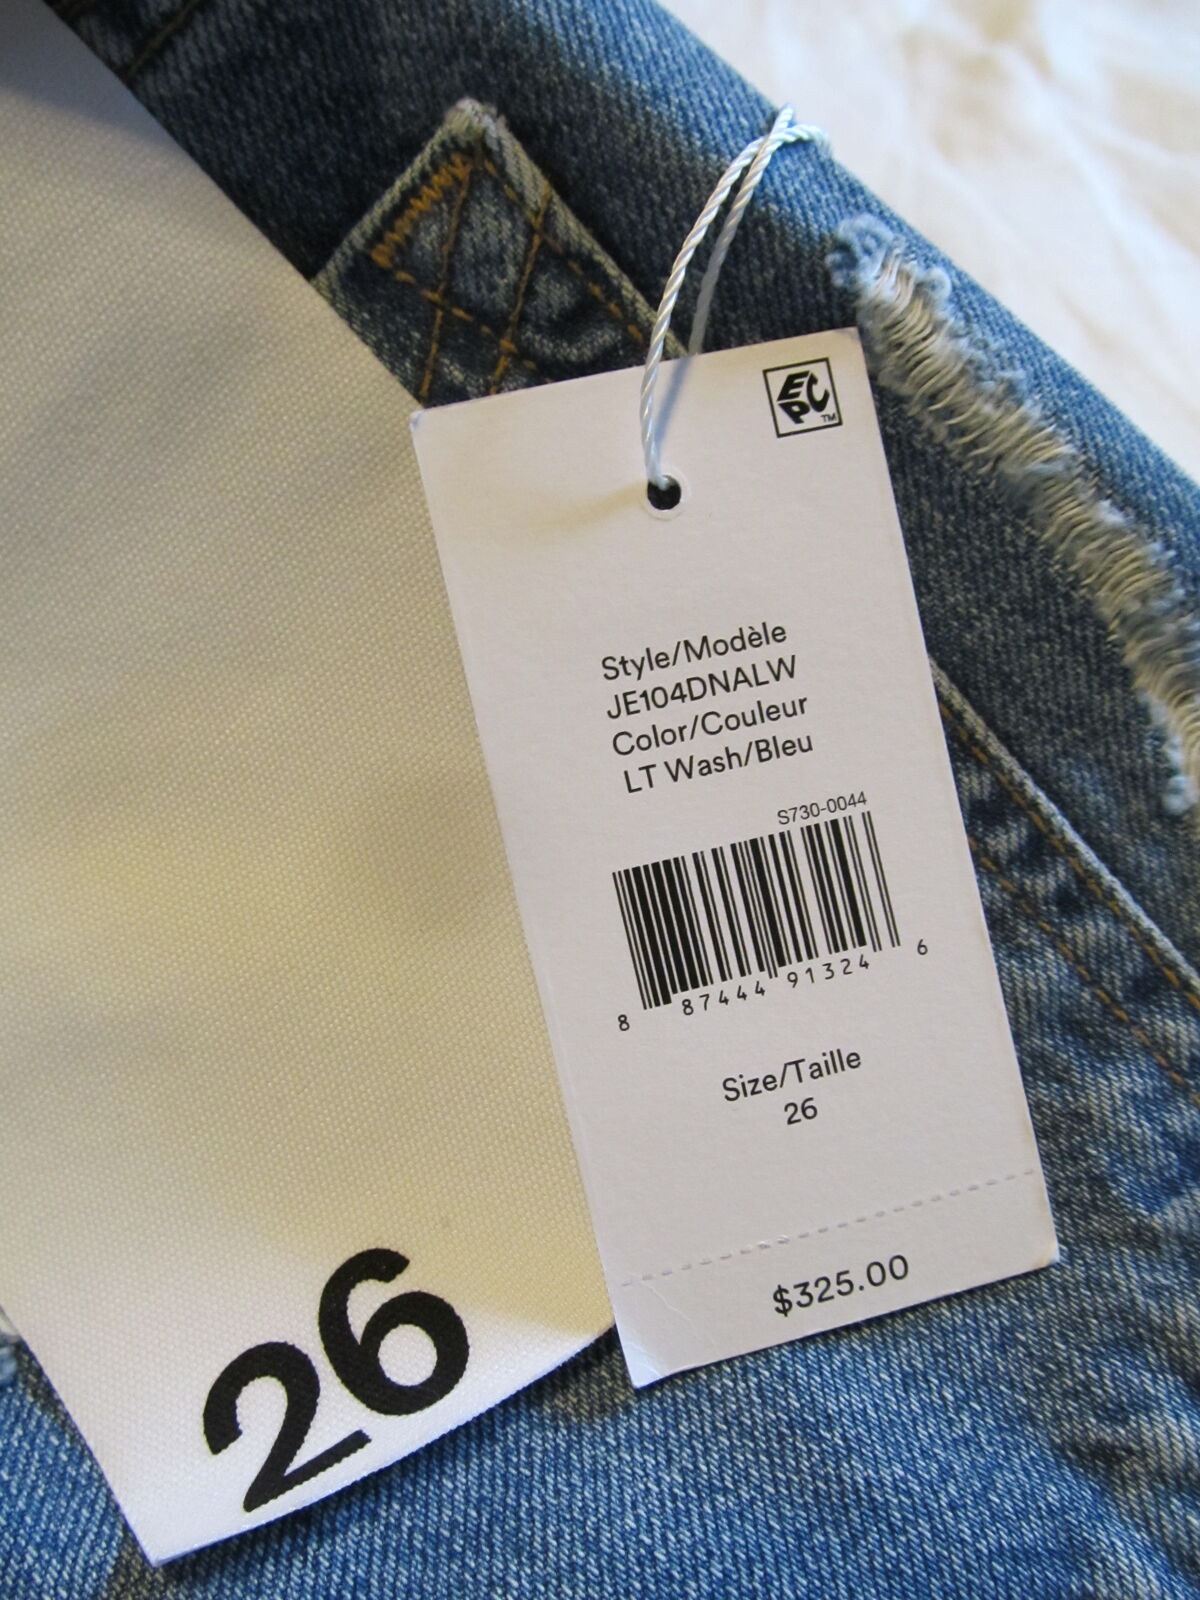 EPC
TM
Style/Modèle
JE104DNALW
Color/Couleur
LT Wash/Bleu
S730-0044
8 87444 91324 6
Size/Taille
26
$325.00
26